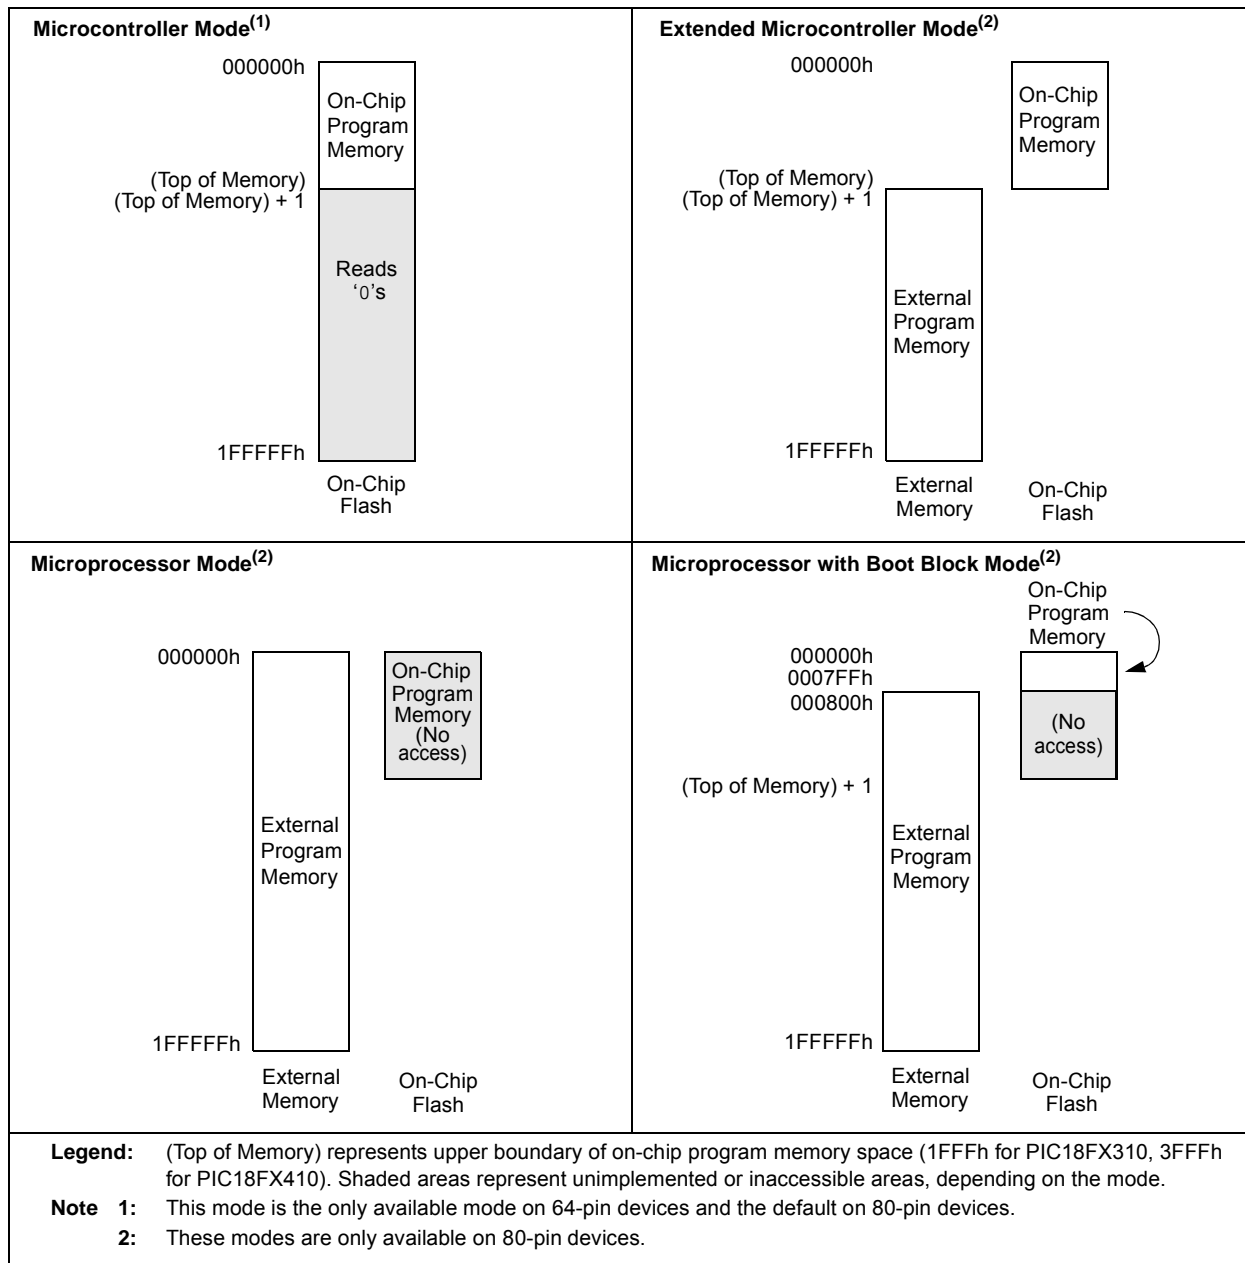 Microcontroller Mode(1)
000000h
On-Chip
Program
Memory
(Top of Memory)
(Top of Memory) + 1
Reads
‘0’s
1FFFFFh
On-Chip
Flash
Extended Microcontroller Mode(2)
000000h
On-Chip
Program
Memory
(Top of Memory)
(Top of Memory) + 1
External
Program
Memory
1FFFFFh
External
Memory
On-Chip
Flash
Microprocessor Mode(2)
000000h
On-Chip
Program
Memory
(No
access)
External
Program
Memory
1FFFFFh
External
Memory
On-Chip
Flash
Microprocessor with Boot Block Mode(2)
On-Chip
Program
Memory
000000h
0007FFh
000800h
(No
access)
(Top of Memory) + 1
External
Program
Memory
1FFFFFh
External
Memory
On-Chip
Flash
Legend: (Top of Memory) represents upper boundary of on-chip program memory space (1FFFh for PIC18FX310, 3FFFh
for PIC18FX410). Shaded areas represent unimplemented or inaccessible areas, depending on the mode.
Note 1: This mode is the only available mode on 64-pin devices and the default on 80-pin devices.
2: These modes are only available on 80-pin devices.